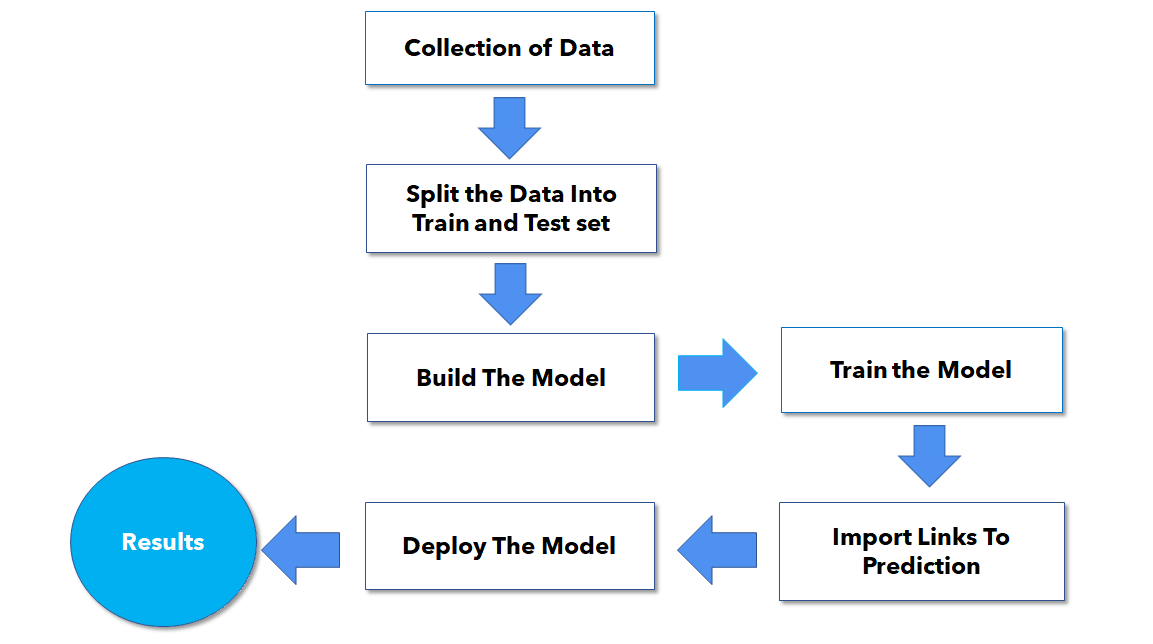 Collection of Data
Split the Data Into
Train and Test set
Build The Model
Train the Model
Import Links To
Prediction
Deploy The Model
Results